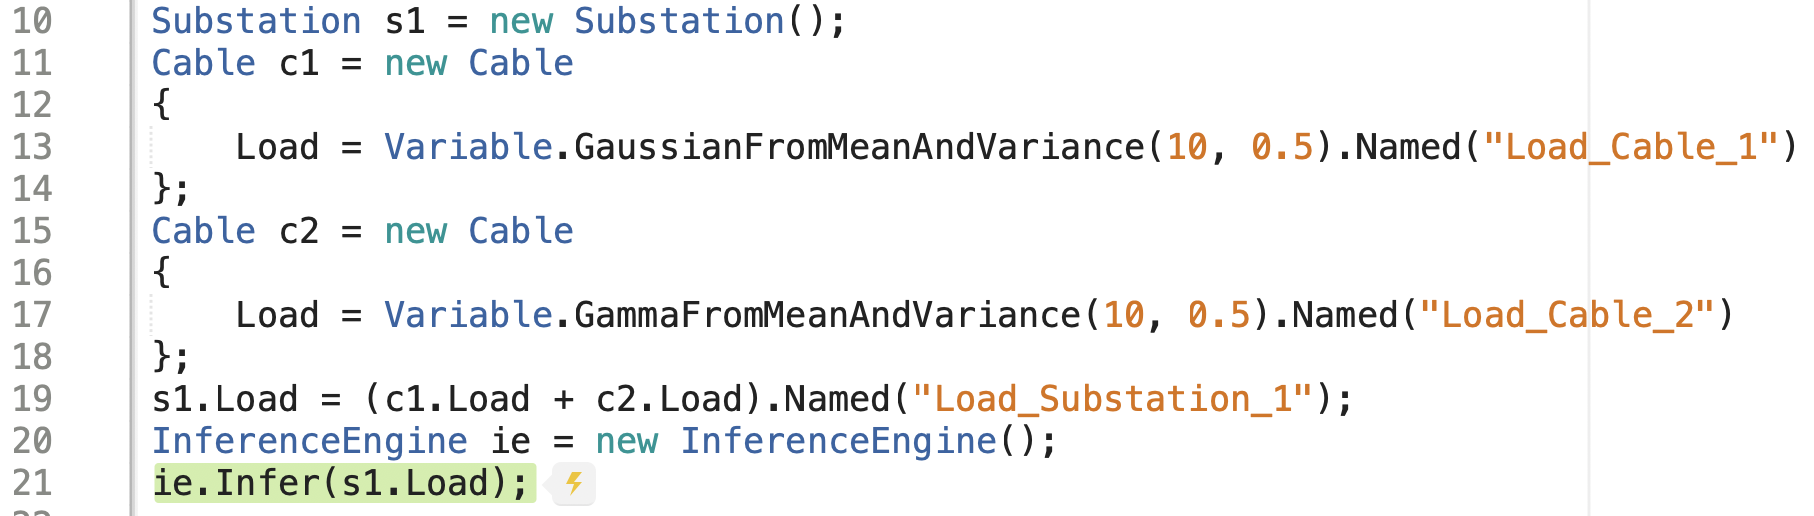 10 Substation s1 = new Substation();
11 Cable c1 = new Cable
12 {
13     Load = Variable.GaussianFromMeanAndVariance(10, 0.5).Named("Load_Cable_1")
14 };
15 Cable c2 = new Cable
16 {
17     Load = Variable.GammaFromMeanAndVariance(10, 0.5).Named("Load_Cable_2")
18 };
19 s1.Load = (c1.Load + c2.Load).Named("Load_Substation_1");
20 InferenceEngine ie = new InferenceEngine();
21 ie.Infer(s1.Load);